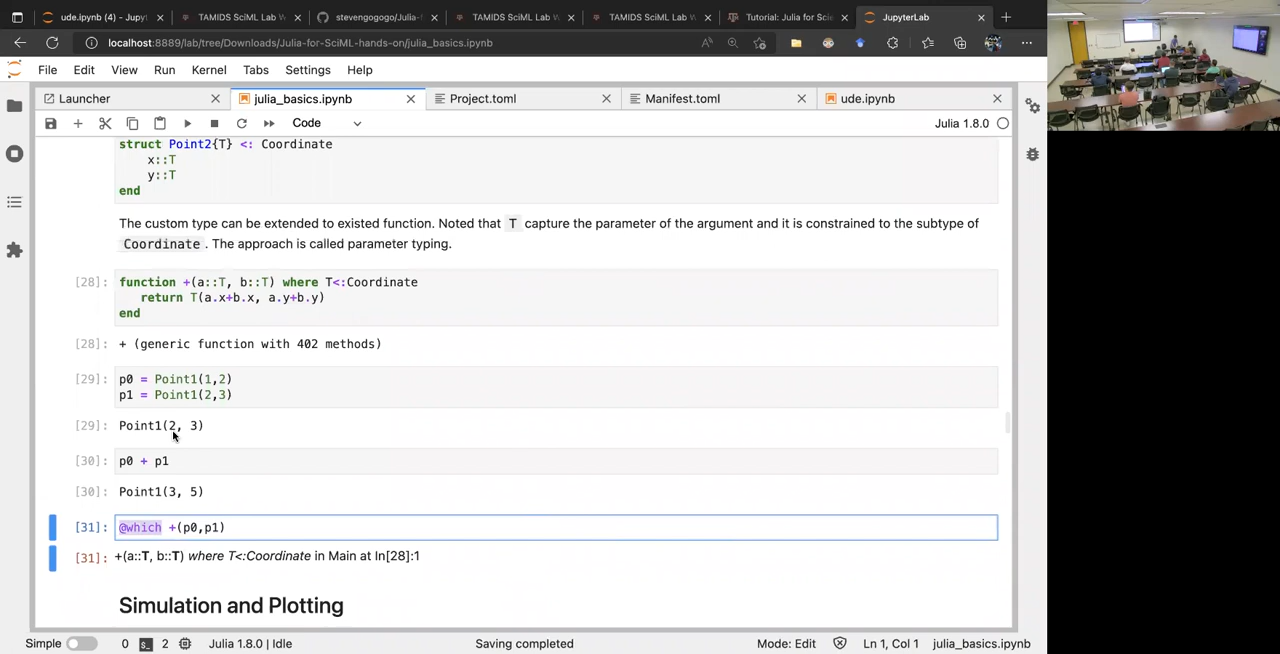 ude.ipynb (4) - Jupyt
TAMIDS SciML Lab W
stevengogogo/Julia-
TAMIDS SciML Lab W
TAMIDS SciML Lab W
Tutorial: Julia for Scie
JupyterLab
localhost:8889/lab/tree/Downloads/Julia-for-SciML-hands-on/julia_basics.ipynb
File Edit View Run Kernel Tabs Settings Help
Launcher
julia_basics.ipynb
Project.toml
Manifest.toml
ude.ipynb
Code
Julia 1.8.0
struct Point2{T} <: Coordinate
x::T
y::T
end
The custom type can be extended to existed function. Noted that T capture the parameter of the argument and it is constrained to the subtype of
Coordinate . The approach is called parameter typing.
[28]: function +(a::T, b::T) where T<:Coordinate
return T(a.x+b.x, a.y+b.y)
end
[28]: + (generic function with 402 methods)
[29]: p0 = Point1(1,2)
p1 = Point1(2,3)
[29]: Point1(2, 3)
[30]: p0 + p1
[30]: Point1(3, 5)
[31]: @which +(p0,p1)
[31]: +(a::T, b::T) where T<:Coordinate in Main at In[28]:1
Simulation and Plotting
Simple 0 2 Julia 1.8.0 | Idle Saving completed Mode: Edit Ln 1, Col 1 julia_basics.ipynb